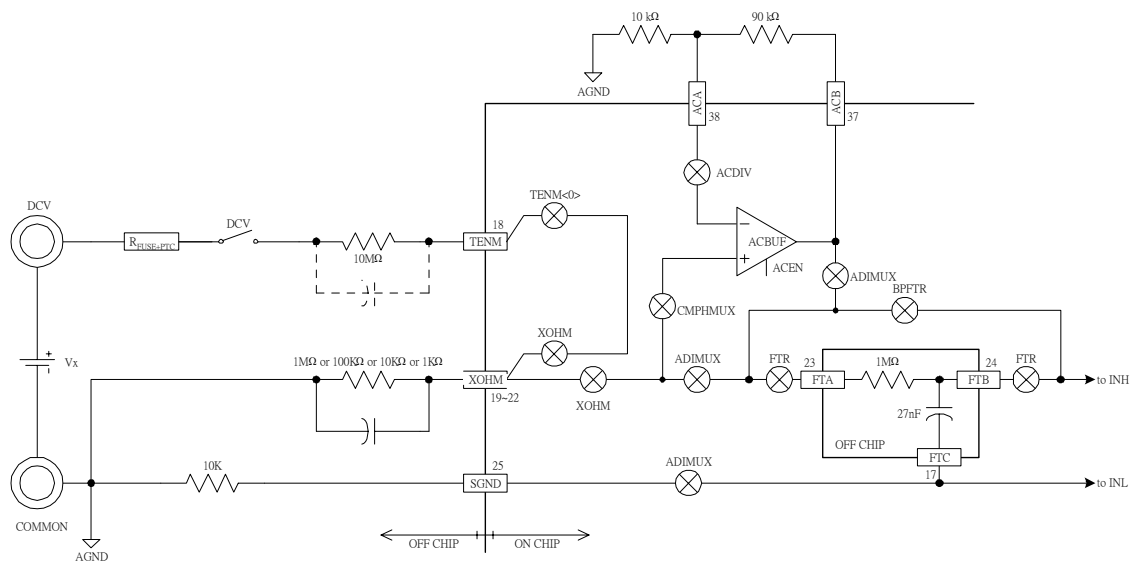 10 kΩ
90 kΩ
AGND
ACA
38
ACB
37
ACDIV
DCV
DCV
TENM<0>
18
R FUSE+PTC
TENM
10MΩ
ACBUF
ACEN
ADIMUX
BPFTR
CMPHMUX
XOHM
Vx
1MΩ or 100KΩ or 10KΩ or 1KΩ
ADIMUX
FTR
23
1MΩ
24
FTR
XOHM
FTA
FTB
to INH
19~22
XOHM
27nF
OFF CHIP
FTC
10K
25
ADIMUX
17
SGND
to INL
COMMON
OFF CHIP
ON CHIP
AGND